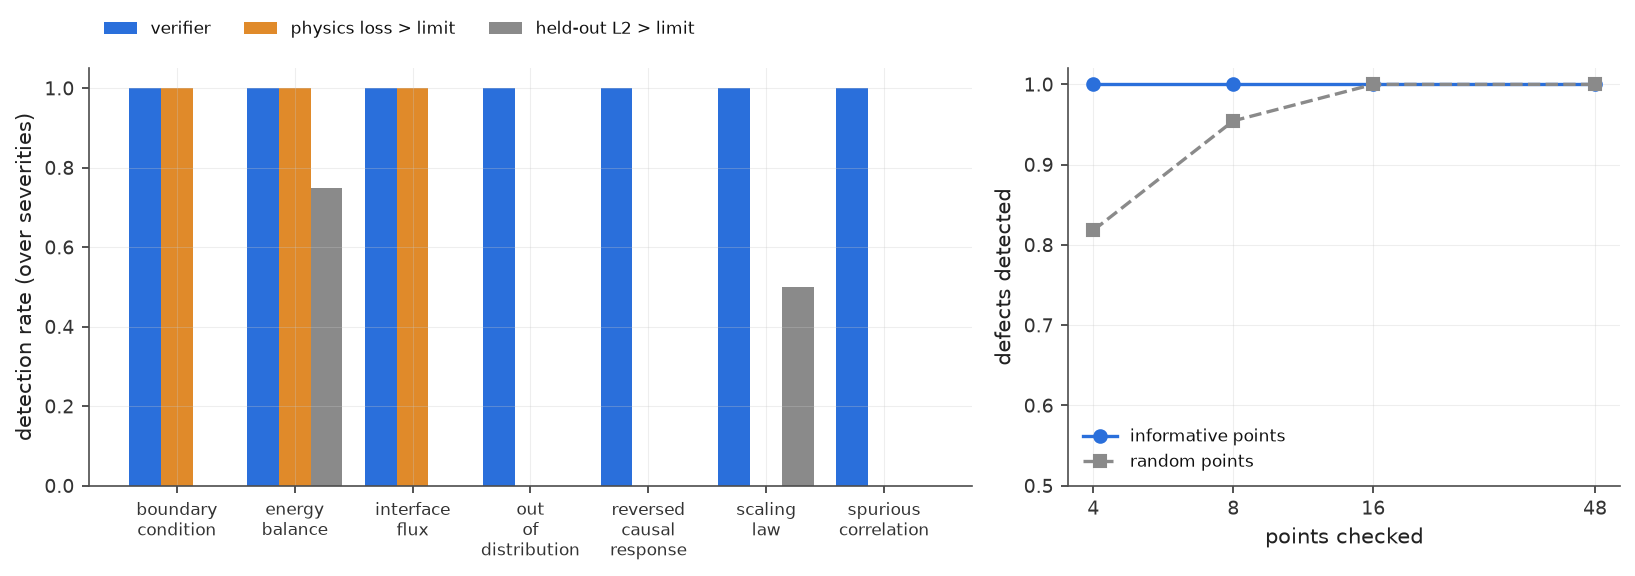 verifier
physics loss > limit
held-out L2 > limit
detection rate (over severities)
1.0
0.8
0.6
0.4
0.2
0.0
boundary
condition
energy
balance
interface
flux
out
of
distribution
reversed
causal
response
scaling
law
spurious
correlation
defects detected
1.0
0.9
0.8
0.7
0.6
0.5
informative points
random points
4
8
16
48
points checked